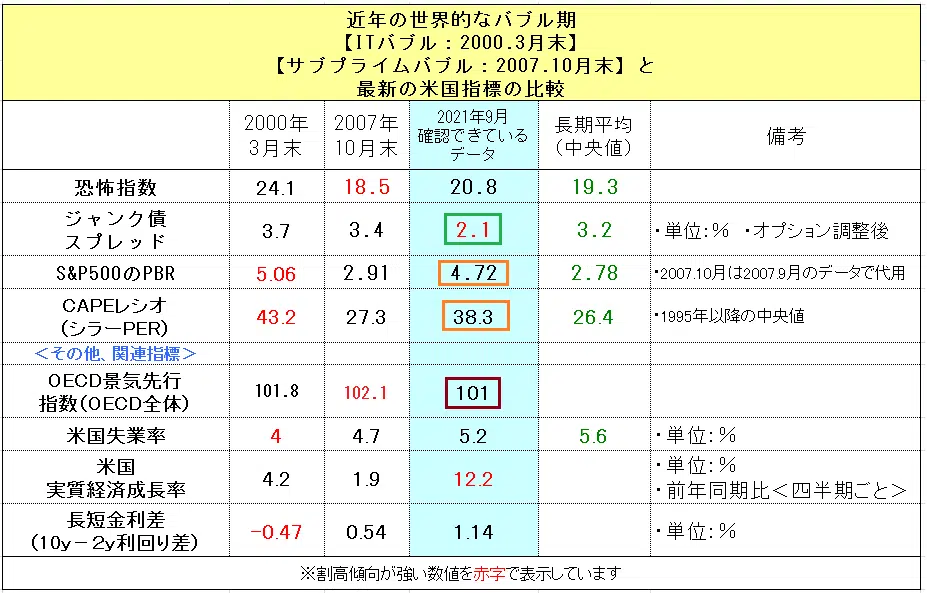 近年の世界的なバブル期
【ITバブル：2000.3月末】
【サブプライムバブル：2007.10月末】と
最新の米国指標の比較
2000年
3月末
2007年
10月末
2021年9月
確認できている
データ
長期平均
(中央値)
備考
恐怖指数 24.1 18.5 20.8 19.3
ジャンク債
スプレッド
3.7 3.4 2.1 3.2 ・単位:% ・オプション調整後
S&P500のPBR 5.06 2.91 4.72 2.78 ・2007.10月は2007.9月のデータで代用
CAPEレシオ
(シラーPER)
43.2 27.3 38.3 26.4 ・1995年以降の中央値
＜その他、関連指標＞
OECD景気先行
指数(OECD全体)
101.8 102.1 101
米国失業率 4 4.7 5.2 5.6 ・単位:%
米国
実質経済成長率
4.2 1.9 12.2
・単位:%
・前年同期比＜四半期ごと＞
長短金利差
(10y－2y利回り差)
-0.47 0.54 1.14 ・単位:%
※割高傾向が強い数値を赤字で表示しています